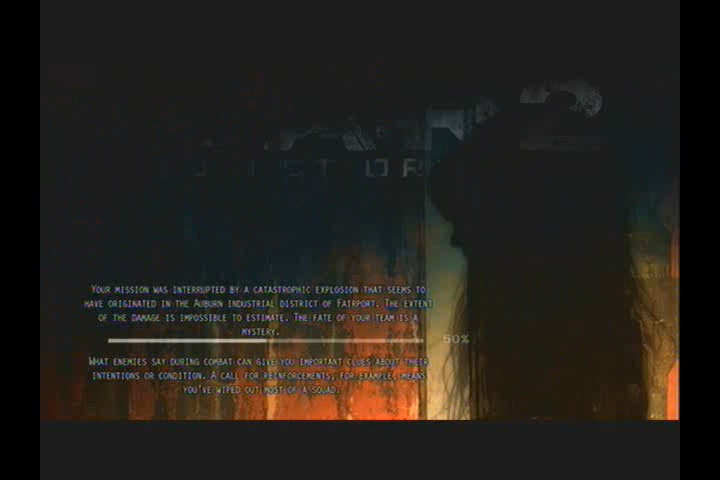 2
Your mission was interrupted by a catastrophic explosion that seems to
have originated in the Auburn industrial district of Fairport. The extent
of the damage is impossible to estimate. The fate of your team is a
mystery.
50%
What enemies say during combat can give you important clues about their
intentions or condition. A call for reinforcements, for example, means
you've wiped out most of a squad.